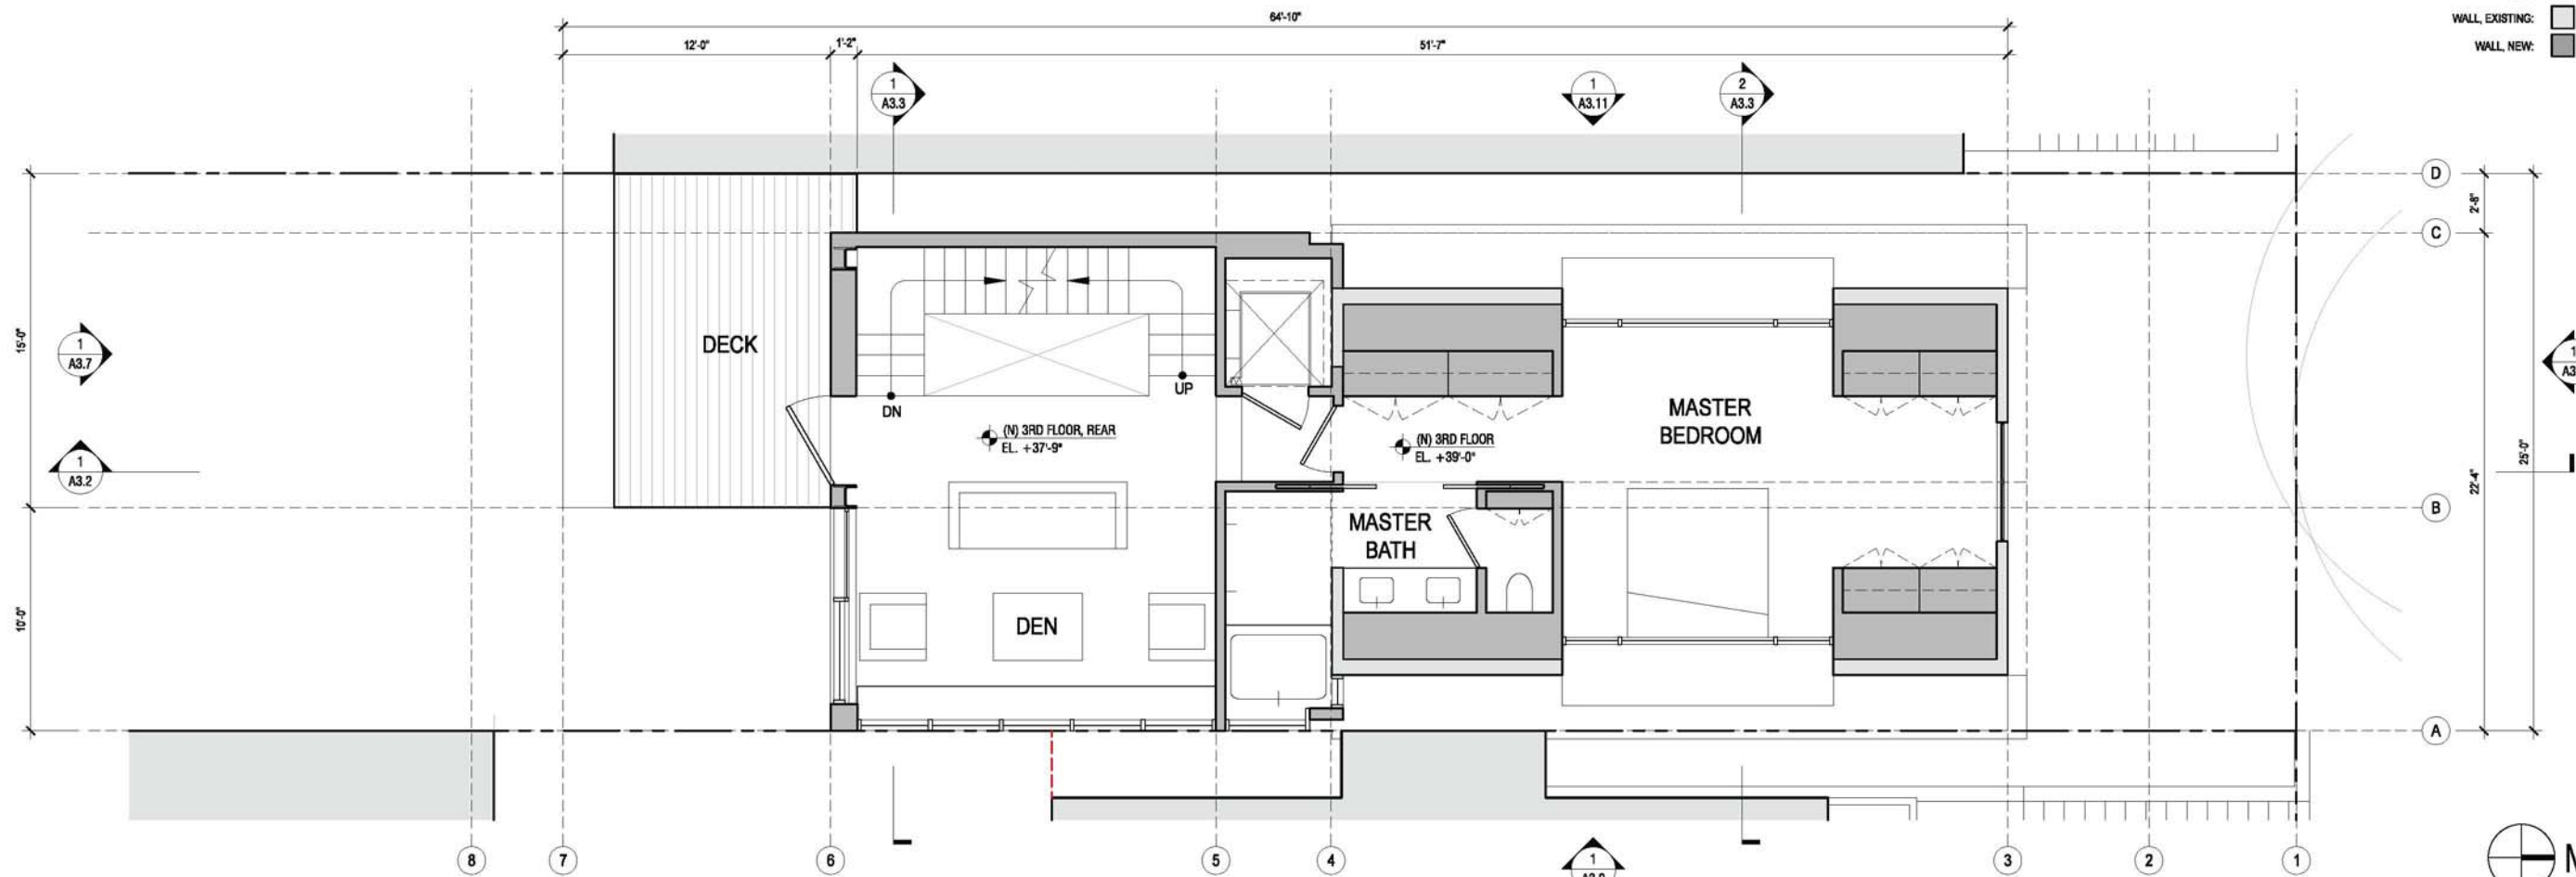 64'-10"
WALL, EXISTING:
12'-0"
1'-2"
51'-7"
WALL, NEW:
1
A3.3
1
A3.11
2
A3.3
D
2'-8"
C
15'-0"
1
A3.7
DECK
UP
DN
1
MASTER
BEDROOM
(N) 3RD FLOOR, REAR
EL. +37'-9"
(N) 3RD FLOOR
EL. +39'-0"
1
A3.2
25'-0"
22'-4"
B
MASTER
BATH
10'-0"
DEN
A
8
7
6
5
4
1
3
2
1